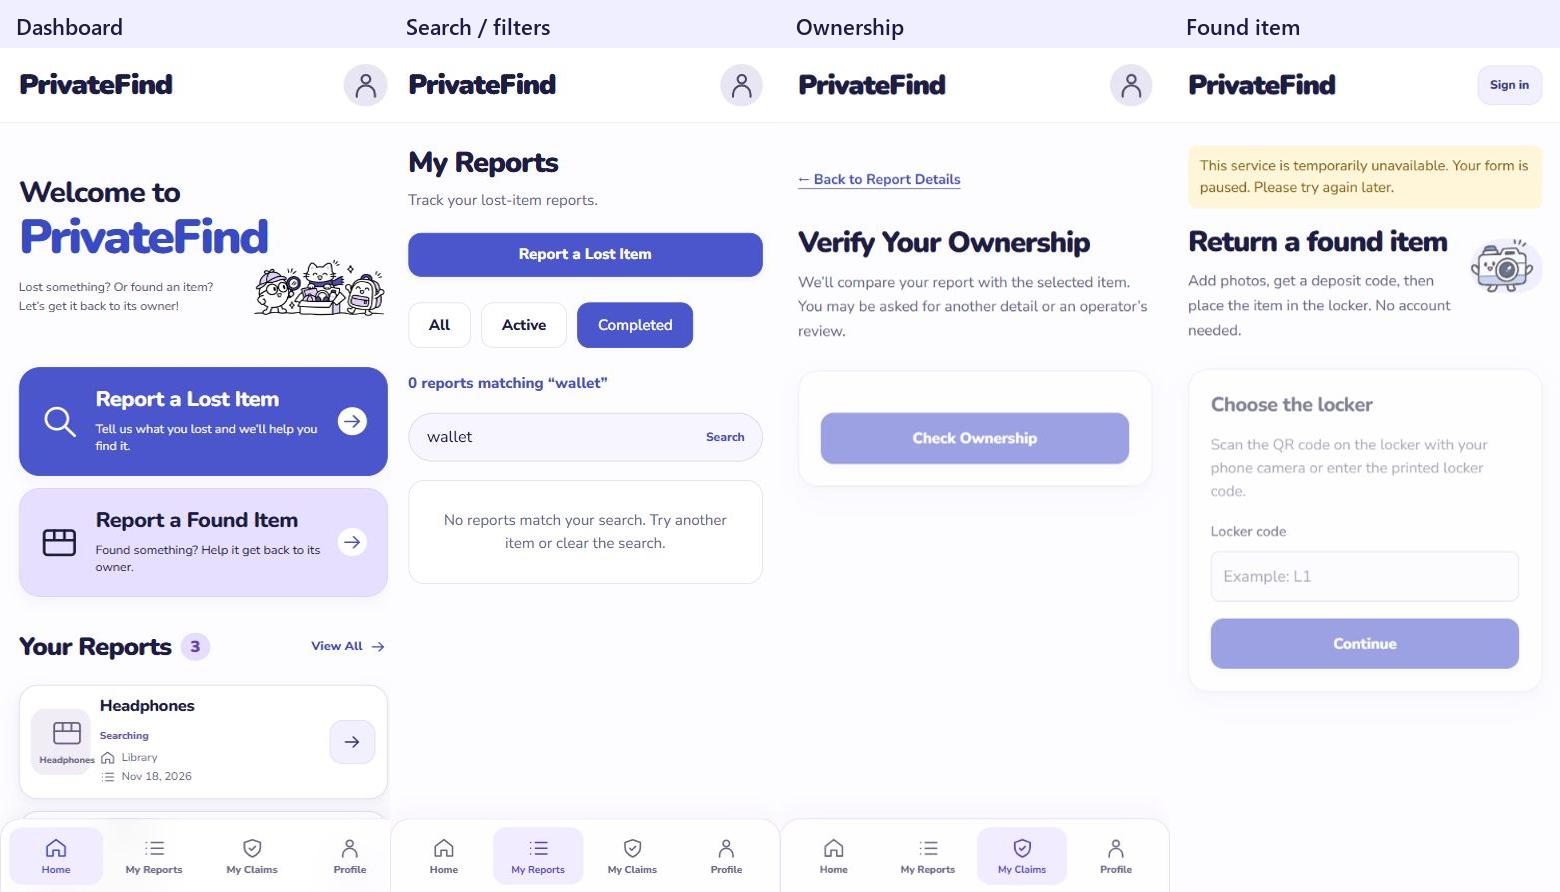 Dashboard
PrivateFind
Welcome to
PrivateFind
Lost something? Or found an item?
Let's get it back to its owner!
Report a Lost Item
Tell us what you lost and we'll help you
find it.
Report a Found Item
Found something? Help it get back to its
owner.
Your Reports 3
View All →
Headphones
Headphones
Searching
Library
Nov 18, 2026
Home
My Reports
My Claims
Profile
Search / filters
PrivateFind
My Reports
Track your lost-item reports.
Report a Lost Item
All
Active
Completed
0 reports matching “wallet”
wallet
Search
No reports match your search. Try another
item or clear the search.
Home
My Reports
My Claims
Profile
Ownership
PrivateFind
← Back to Report Details
Verify Your Ownership
We’ll compare your report with the selected item.
You may be asked for another detail or an operator’s
review.
Check Ownership
Home
My Reports
My Claims
Profile
Found item
PrivateFind
Sign in
This service is temporarily unavailable. Your form is
paused. Please try again later.
Return a found item
Add photos, get a deposit code, then
place the item in the locker. No account
needed.
Choose the locker
Scan the QR code on the locker with your
phone camera or enter the printed locker
code.
Locker code
Example: L1
Continue